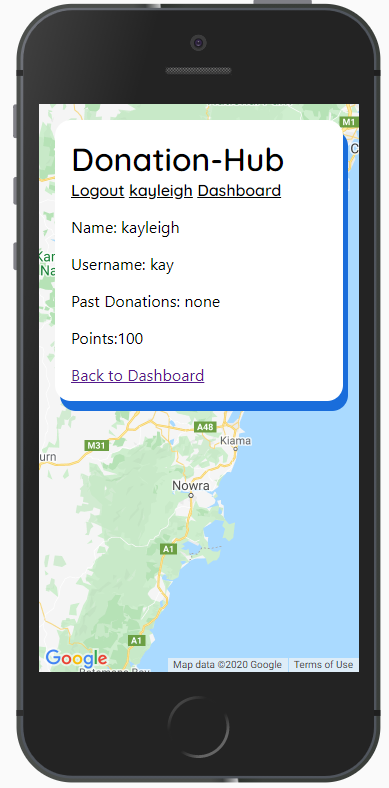 M1
Donation-Hub
Logout kayleigh Dashboard
Name: kayleigh
Username: kay
Past Donations: none
Points:100
Back to Dashboard
A48
Kiama
M31
urn
Nowra
A1
A1
Google
Map data ©2020 Google
Terms of Use